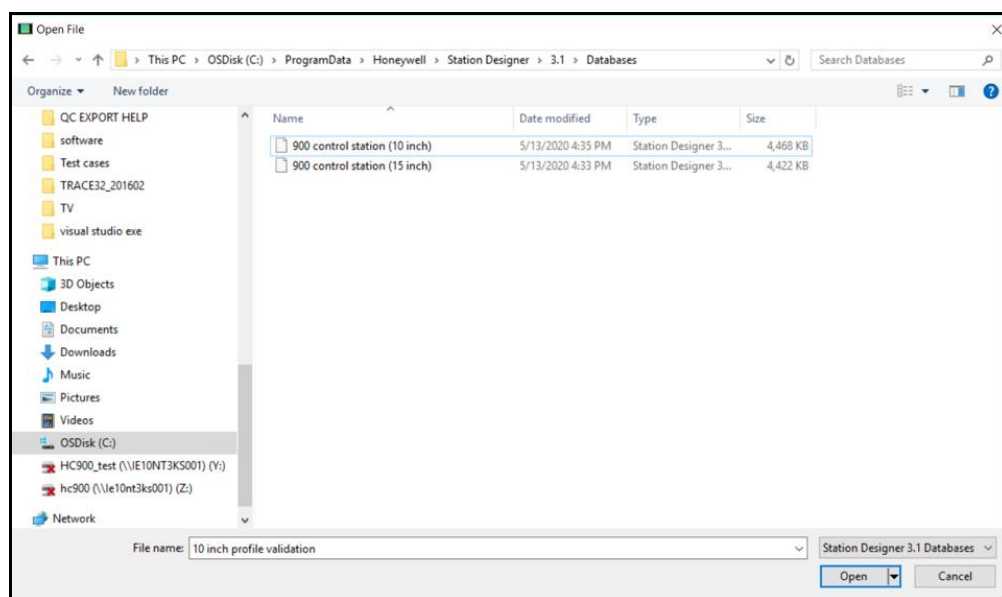 Open File
This PC > OSDisk (C:) > ProgramData > Honeywell > Station Designer > 3.1 > Databases
Search Databases
Organize
New folder
QC EXPORT HELP
software
Test cases
TRACE32_201602
TV
visual studio exe
This PC
3D Objects
Desktop
Documents
Downloads
Music
Pictures
Videos
OSDisk (C:)
HC900_test (\\IE10NT3KS001) (Y:)
hc900 (\\Ie10nt3ks001) (Z:)
Network
Name Date modified Type Size
900 control station (10 inch) 5/13/2020 4:35 PM Station Designer 3... 4,468 KB
900 control station (15 inch) 5/13/2020 4:33 PM Station Designer 3... 4,422 KB
File name: 10 inch profile validation
Station Designer 3.1 Databases
Open
Cancel